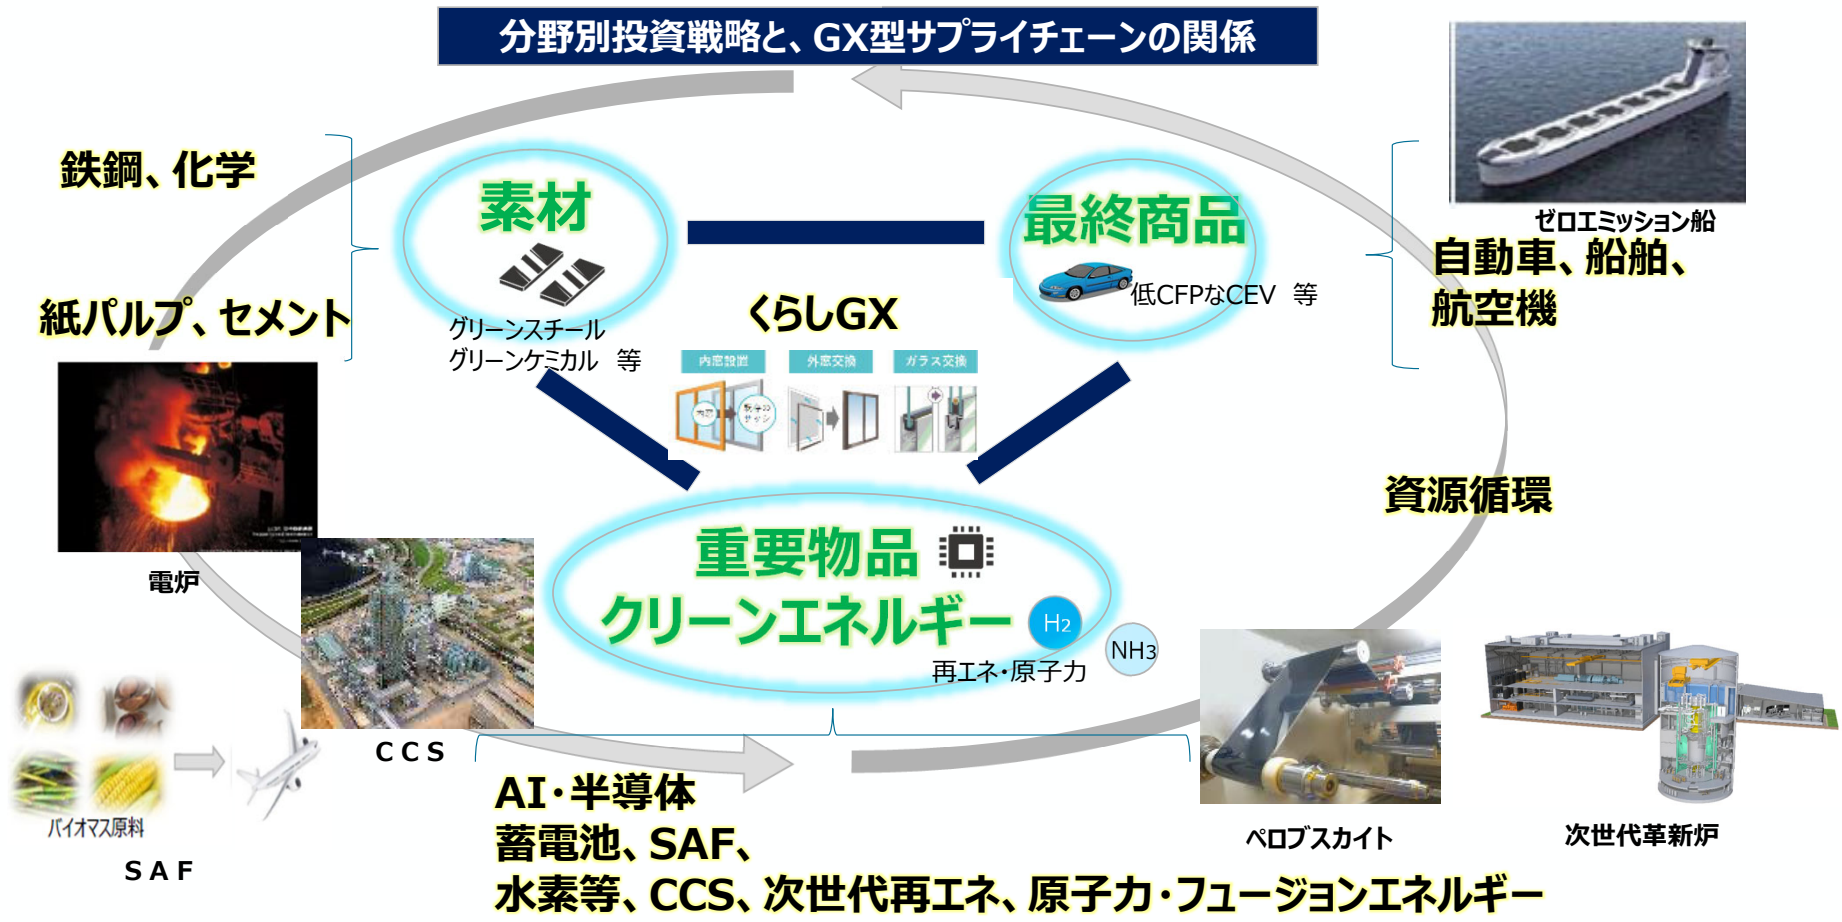 分野別投資戦略と、GX型サプライチェーンの関係
鉄鋼、化学
紙パルプ、セメント
素材
グリーンスチール
グリーンケミカル 等
最終商品
低CFPなCEV 等
ゼロエミッション船
自動車、船舶、
航空機
くらしGX
内窓設置
外窓交換
ガラス交換
内窓
資源循環
電炉
重要物品
クリーンエネルギー
H2
NH3
再エネ・原子力
CCS
バイオマス原料
SAF
AI・半導体
蓄電池、SAF、
水素等、CCS、次世代再エネ、原子力・フュージョンエネルギー
ペロブスカイト
次世代革新炉